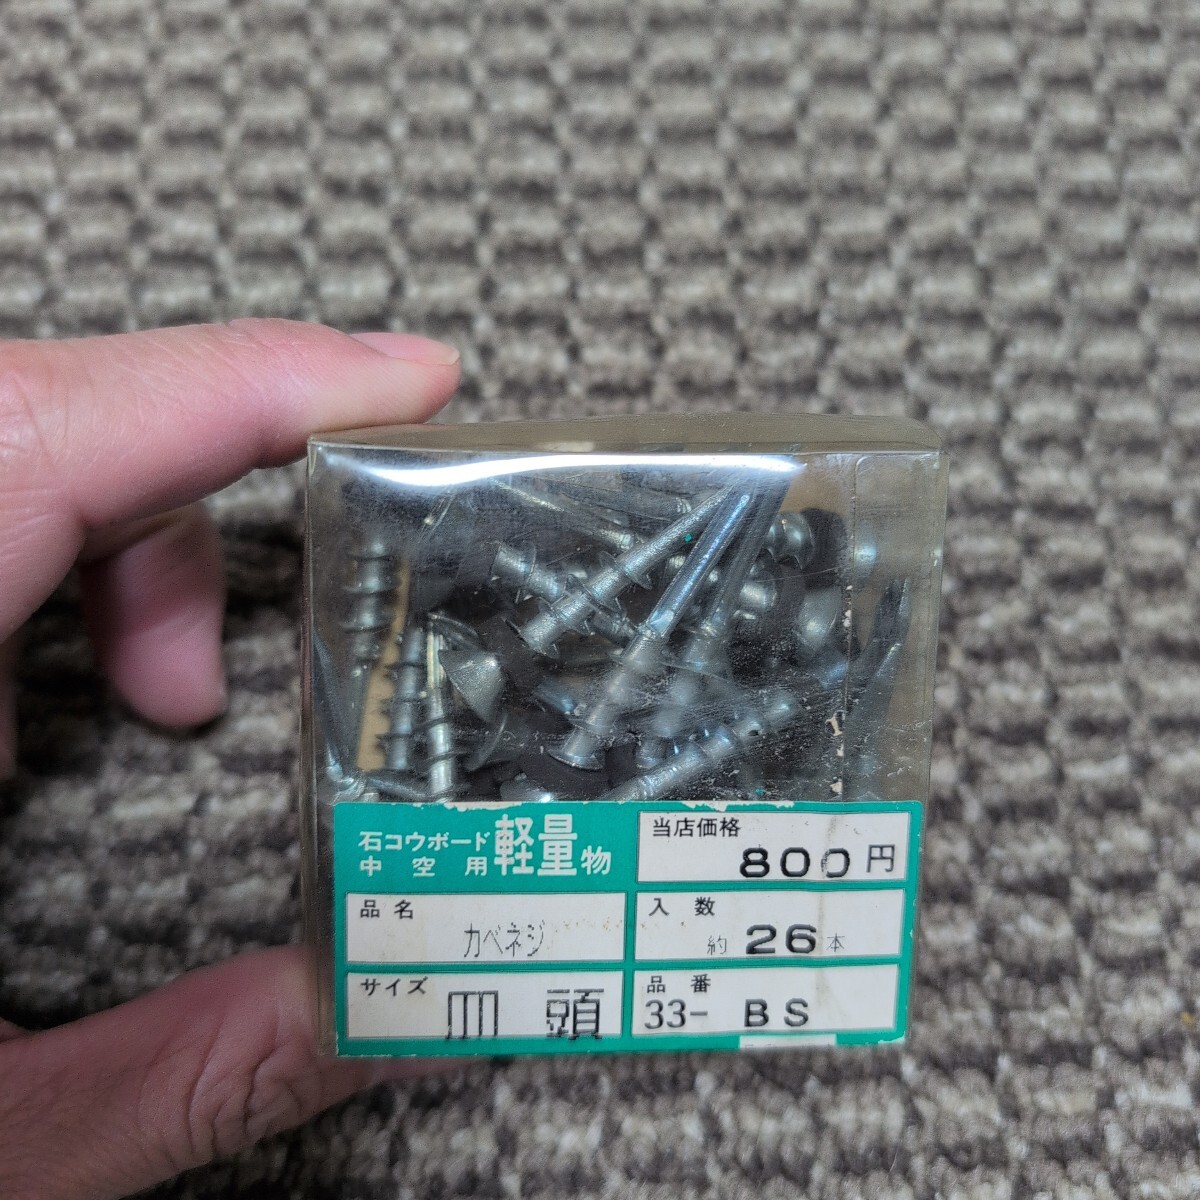 石コウボード
中空用
軽量物
当店価格
800円
品名
カベネジ
入数
約26本
サイズ
皿頭
品番
33-BS